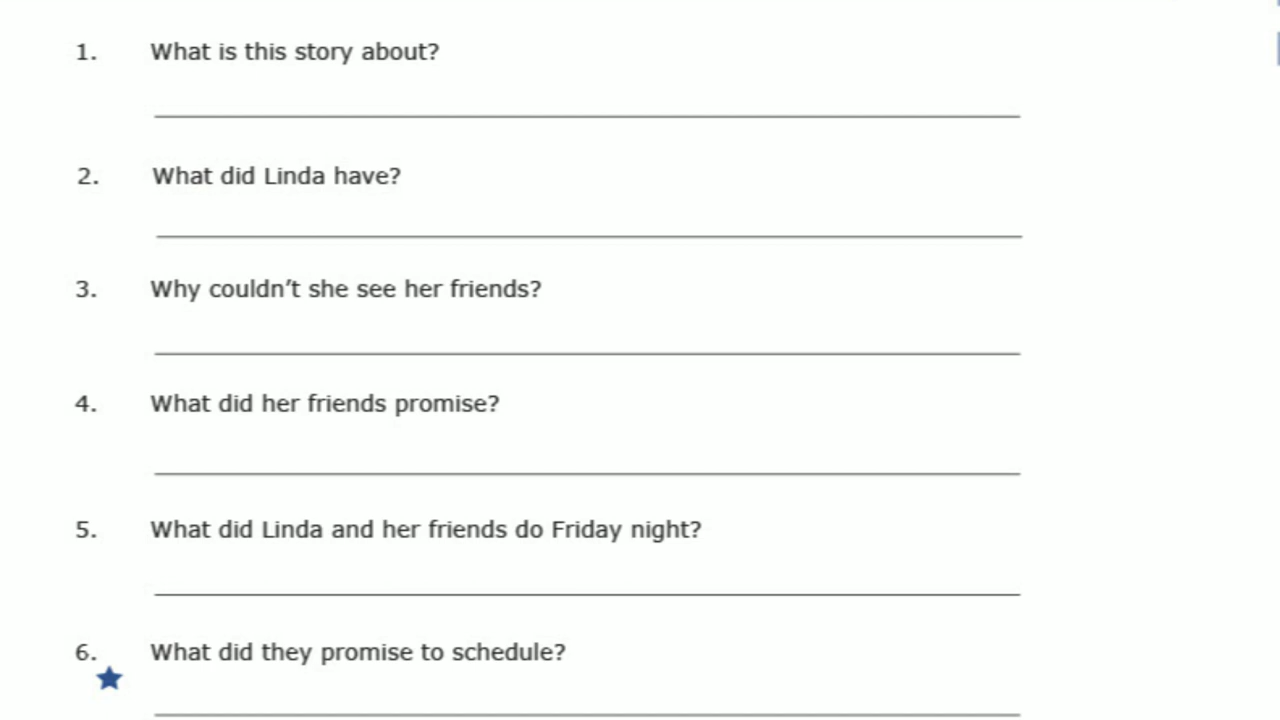 1. What is this story about?
2. What did Linda have?
3. Why couldn’t she see her friends?
4. What did her friends promise?
5. What did Linda and her friends do Friday night?
6. What did they promise to schedule?